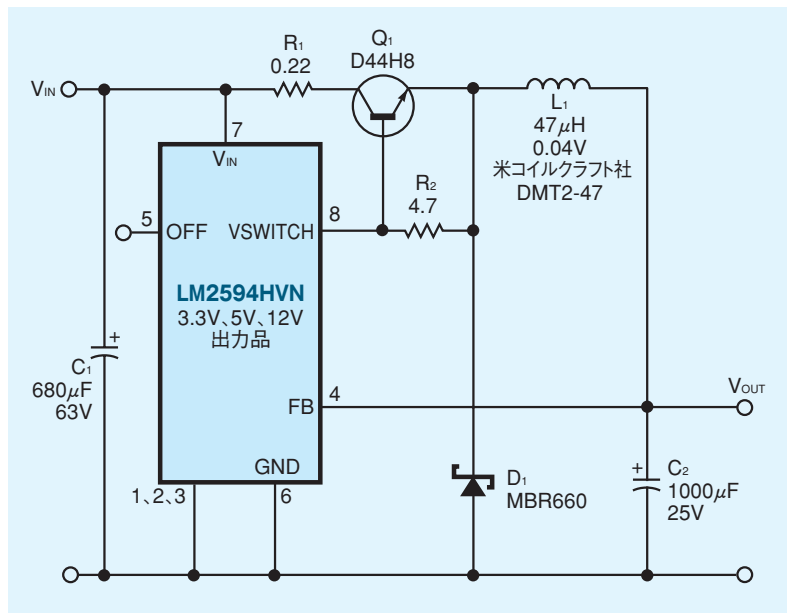 R1
0.22
Q1
D44H8
VIN
7
VIN
L1
47μH
0.04V
米コイルクラフト社
DMT2-47
R2
4.7
5
OFF
VSWITCH
8
LM2594HVN
3.3V、5V、12V
出力品
+
C1
680μF
63V
FB
4
VOUT
GND
1、2、3
6
D1
MBR660
+
C2
1000μF
25V